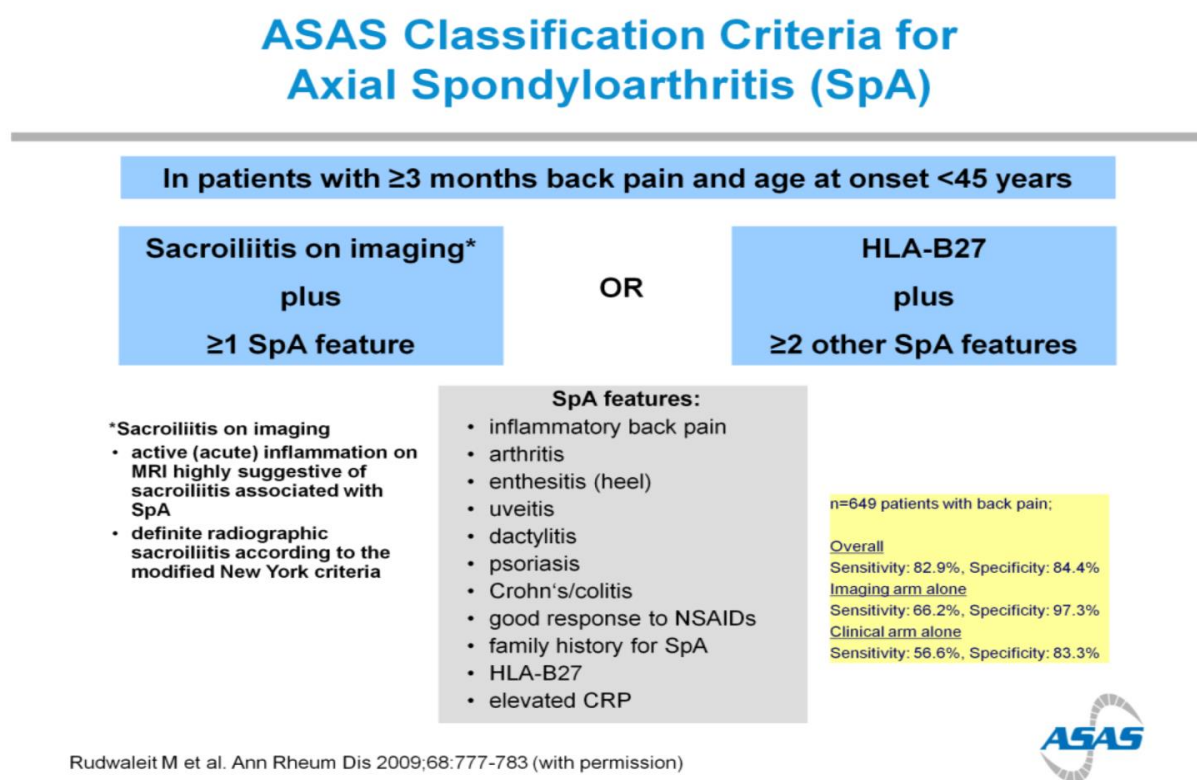 ASAS Classification Criteria for
Axial Spondyloarthritis (SpA)
In patients with ≥3 months back pain and age at onset <45 years
Sacroiliitis on imaging*
plus
≥1 SpA feature
OR
HLA-B27
plus
≥2 other SpA features
*Sacroiliitis on imaging
• active (acute) inflammation on
MRI highly suggestive of
sacroiliitis associated with
SpA
• definite radiographic
sacroiliitis according to the
modified New York criteria
SpA features:
• inflammatory back pain
• arthritis
• enthesitis (heel)
• uveitis
• dactylitis
• psoriasis
• Crohn‘s/colitis
• good response to NSAIDs
• family history for SpA
• HLA-B27
• elevated CRP
n=649 patients with back pain;
Overall
Sensitivity: 82.9%, Specificity: 84.4%
Imaging arm alone
Sensitivity: 66.2%, Specificity: 97.3%
Clinical arm alone
Sensitivity: 56.6%, Specificity: 83.3%
Rudwaleit M et al. Ann Rheum Dis 2009;68:777-783 (with permission)
ASAS